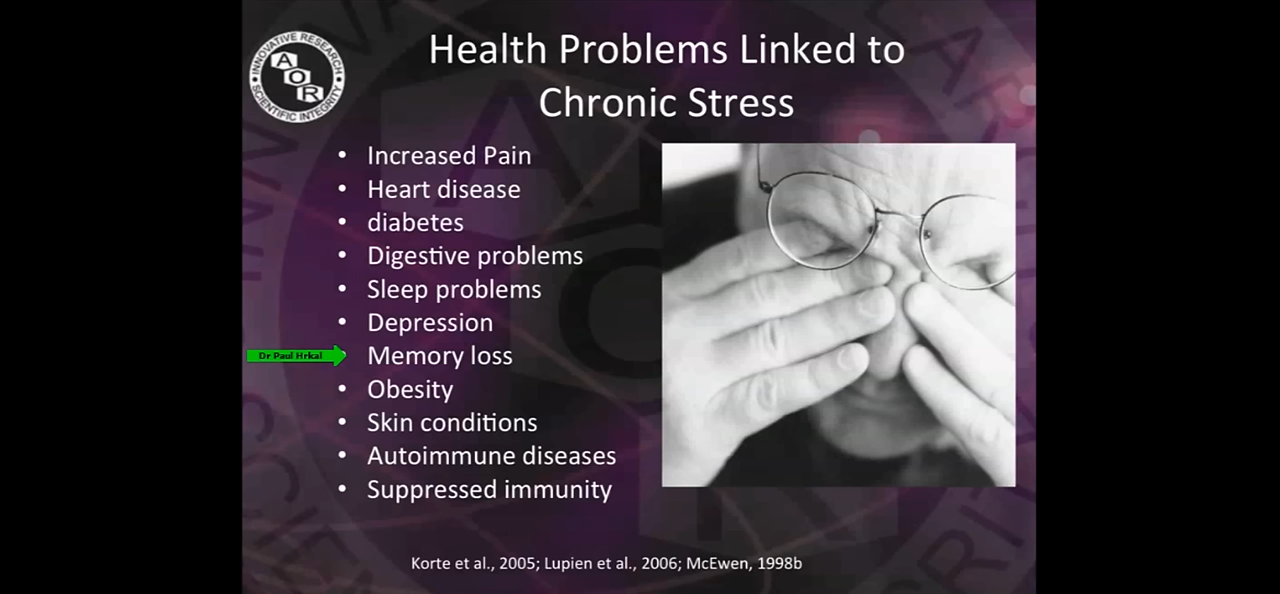 Health Problems Linked to
Chronic Stress
INNOVATIVE RESEARCH
AOR
SCIENTIFIC INTEGRITY
• Increased Pain
• Heart disease
• diabetes
• Digestive problems
• Sleep problems
• Depression
Dr Paul Hrkal
• Memory loss
• Obesity
• Skin conditions
• Autoimmune diseases
• Suppressed immunity
Korte et al., 2005; Lupien et al., 2006; McEwen, 1998b